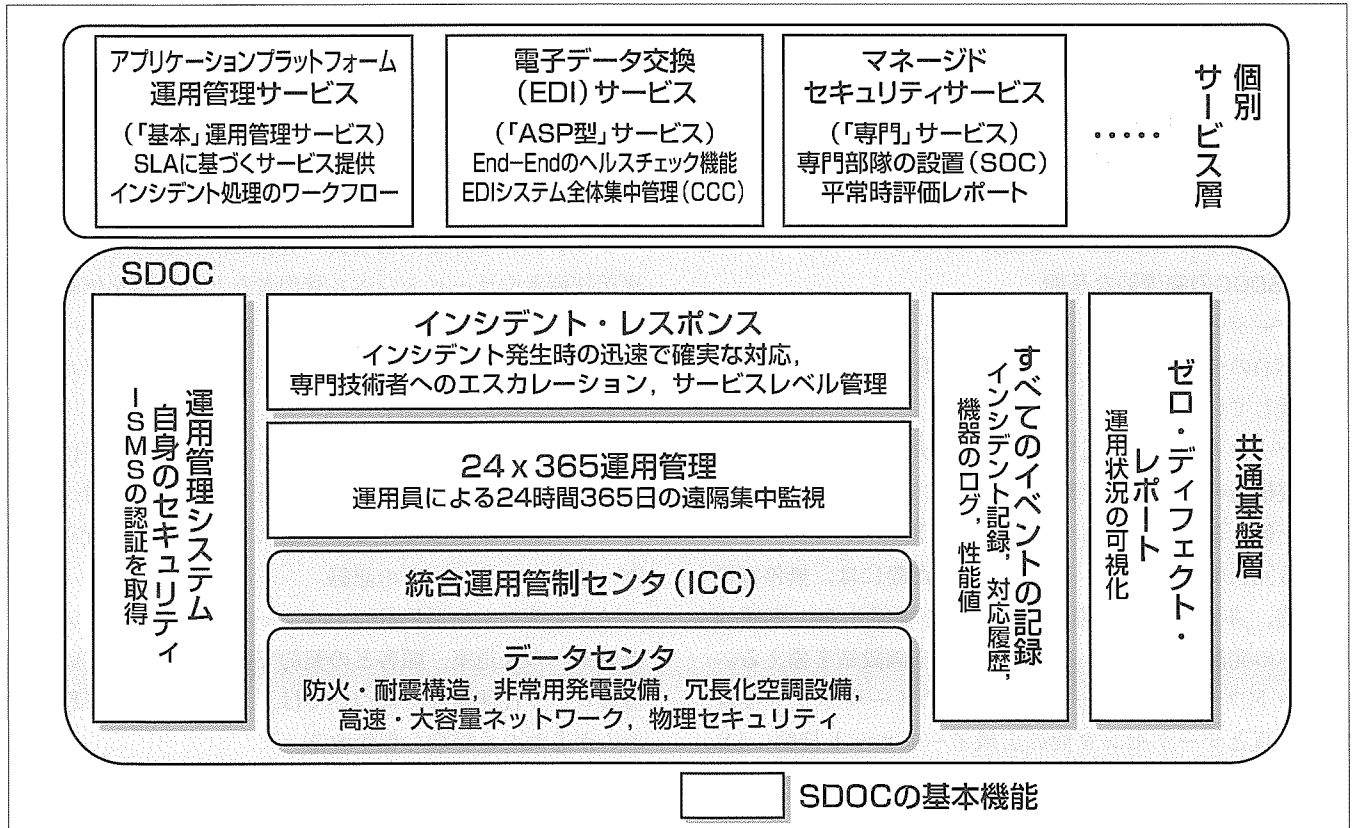 アプリケーションプラットフォーム
運用管理サービス
(「基本」運用管理サービス)
SLAに基づくサービス提供
インシデント処理のワークフロー
電子データ交換
(EDI)サービス
(「ASP型」サービス)
End-Endのヘルスチェック機能
EDIシステム全体集中管理(CCC)
マネージド
セキュリティサービス
(「専門」サービス)
専門部隊の設置(SOC)
平常時評価レポート
・・・・・
個別
サービス層
SDOC
運用管理システム
自身のセキュリティ
ISMSの認証を取得
インシデント・レスポンス
インシデント発生時の迅速で確実な対応,
専門技術者へのエスカレーション,サービスレベル管理
24x365運用管理
運用員による24時間365日の遠隔集中監視
統合運用管制センタ(ICC)
データセンタ
防火・耐震構造,非常用発電設備,冗長化空調設備,
高速・大容量ネットワーク,物理セキュリティ
すべてのイベントの記録
インシデント記録,対応履歴,
機器のログ,性能値
ゼロ・ディフェクト・
レポート
運用状況の可視化
共通基盤層
SDOCの基本機能